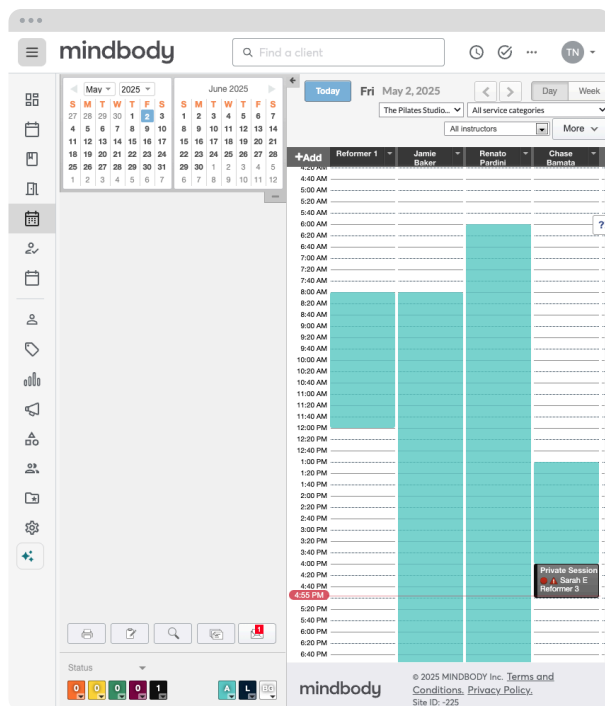 mindbody
Find a client
TN
May 2025
S M T W T F S
27 28 29 30 1 2 3
4 5 6 7 8 9 10
11 12 13 14 15 16 17
18 19 20 21 22 23 24
25 26 27 28 29 30 31
1 2 3 4 5 6 7
June 2025
S M T W T F S
1 2 3 4 5 6 7
8 9 10 11 12 13 14
15 16 17 18 19 20 21
22 23 24 25 26 27 28
29 30 1 2 3 4 5
6 7 8 9 10 11 12
Today Fri May 2, 2025 Day Week
The Pilates Studio... All service categories
All instructors More
+Add Reformer 1 Jamie Baker Renato Pardini Chase Bamata
4:20 AM
4:40 AM
5:00 AM
5:20 AM
5:40 AM
6:00 AM
?
6:20 AM
6:40 AM
7:00 AM
7:20 AM
7:40 AM
8:00 AM
8:20 AM
8:40 AM
9:00 AM
9:20 AM
9:40 AM
10:00 AM
10:20 AM
10:40 AM
11:00 AM
11:20 AM
11:40 AM
12:00 PM
12:20 PM
12:40 PM
1:00 PM
1:20 PM
1:40 PM
2:00 PM
2:20 PM
2:40 PM
3:00 PM
3:20 PM
3:40 PM
4:00 PM
4:20 PM
4:40 PM
4:55 PM
5:20 PM
5:40 PM
6:00 PM
6:20 PM
6:40 PM
Private Session
Sarah E
Reformer 3
1
Status
0 0 0 0 1 A L BG
mindbody
© 2025 MINDBODY Inc. Terms and
Conditions. Privacy Policy.
Site ID: -225